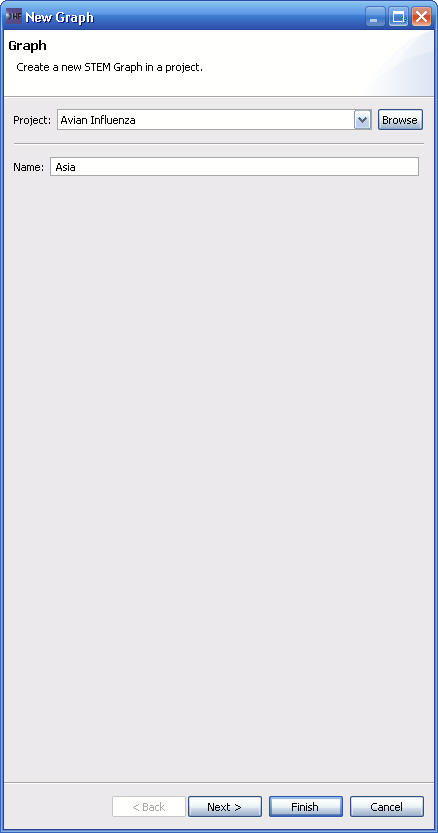 New Graph
Graph
Create a new STEM Graph in a project.
Project: Avian Influenza Browse
Name: Asia
< Back Next > Finish Cancel